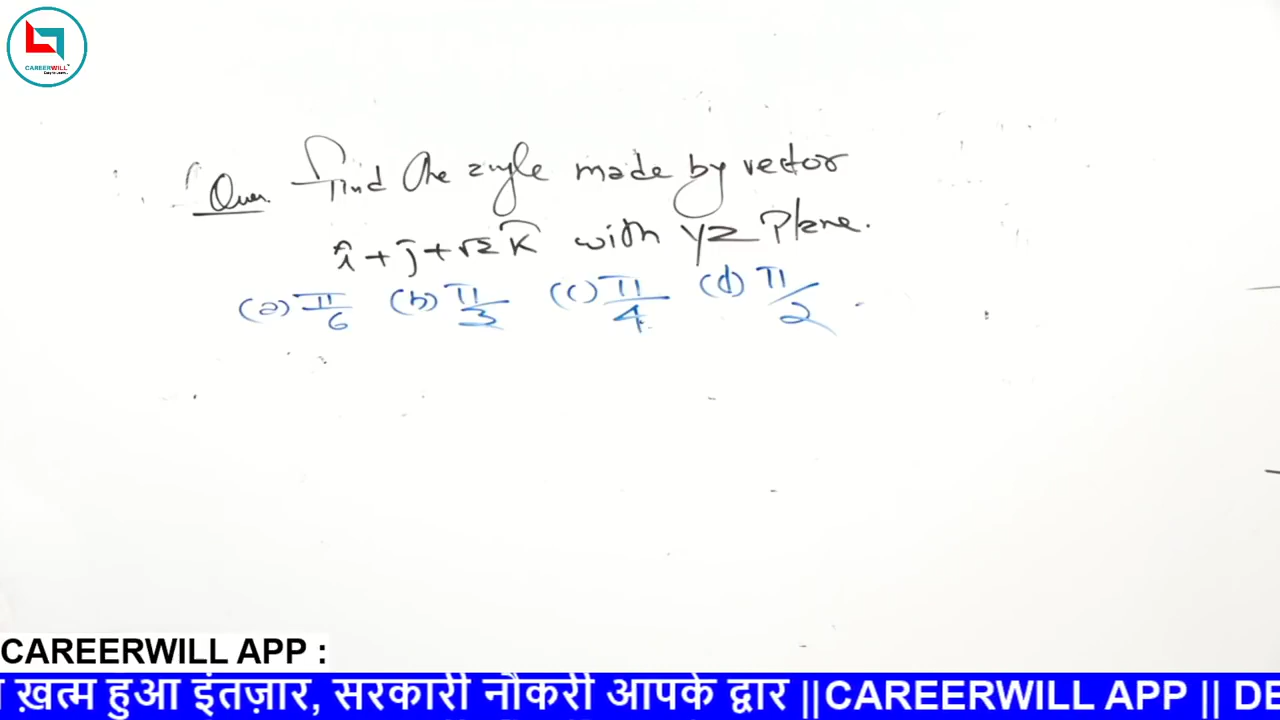 CAREERWILL
Ques. Find the angle made by vector
î + ĵ + √2 k̂ with YZ Plane.
(a) π/6 (b) π/3 (c) π/4 (d) π/2
CAREERWILL APP :
ख़त्म हुआ इंतज़ार, सरकारी नौकरी आपके द्वार ||CAREERWILL APP || DE